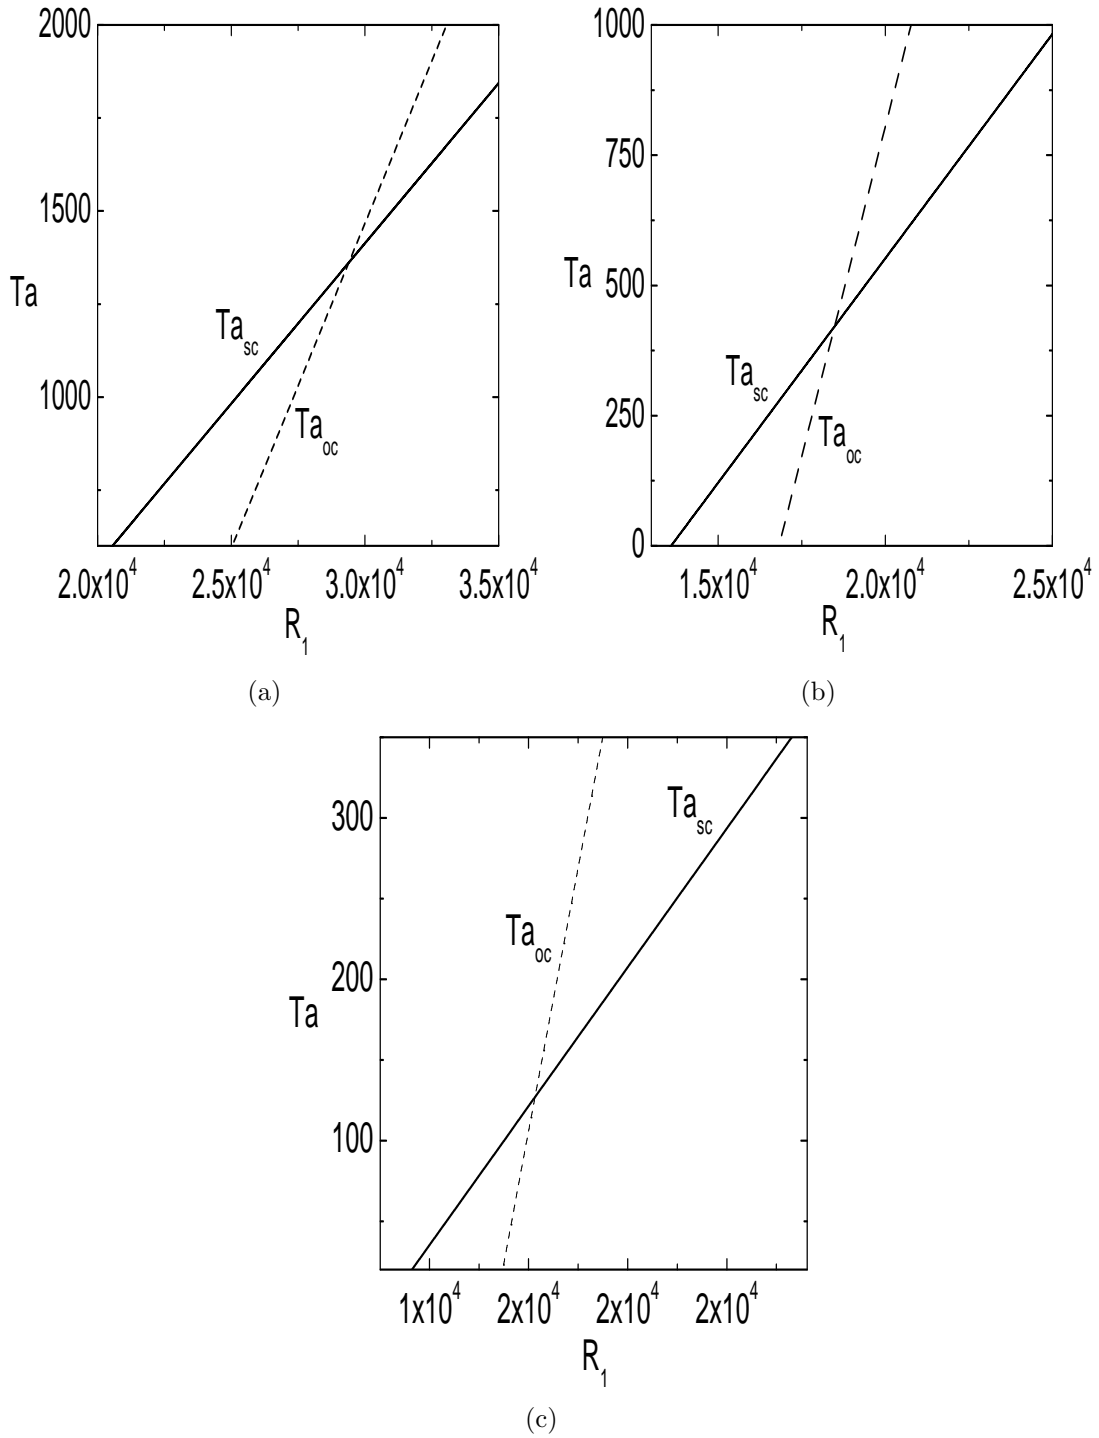 2000
1500
1000
Ta
Ta_sc
Ta_oc
2.0x10^4 2.5x10^4 3.0x10^4 3.5x10^4
R_1
(a)
1000
750
500
250
0
Ta
Ta_sc
Ta_oc
1.5x10^4 2.0x10^4 2.5x10^4
R_1
(b)
300
200
100
Ta
Ta_sc
Ta_oc
1x10^4 2x10^4 2x10^4 2x10^4
R_1
(c)